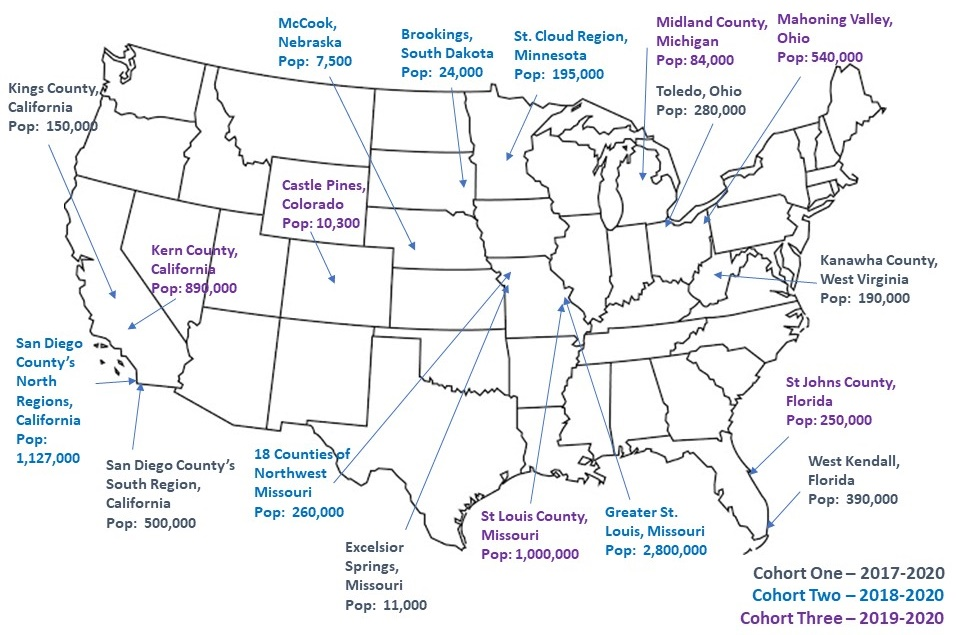 McCook,
Nebraska
Pop:  7,500
Brookings,
South Dakota
Pop:  24,000
St. Cloud Region,
Minnesota
Pop:  195,000
Midland County,
Michigan
Pop: 84,000
Mahoning Valley,
Ohio
Pop: 540,000
Kings County,
California
Pop:  150,000
Toledo, Ohio
Pop:  280,000
Castle Pines,
Colorado
Pop: 10,300
Kern County,
California
Pop: 890,000
Kanawha County,
West Virginia
Pop:  190,000
San Diego
County's
North
Regions,
California
Pop:
1,127,000
St Johns County,
Florida
Pop: 250,000
San Diego County's
South Region,
California
Pop:  500,000
18 Counties of
Northwest
Missouri
Pop:  260,000
West Kendall,
Florida
Pop:  390,000
Excelsior
Springs,
Missouri
Pop:  11,000
St Louis County,
Missouri
Pop: 1,000,000
Greater St.
Louis, Missouri
Pop:  2,800,000
Cohort One – 2017-2020
Cohort Two – 2018-2020
Cohort Three – 2019-2020